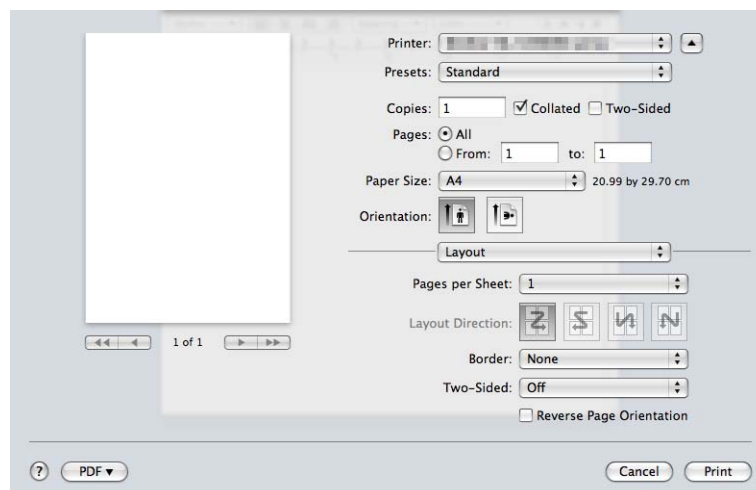 Printer:
Presets: Standard
Copies: 1 Collated Two-Sided
Pages: All
From: 1 to: 1
Paper Size: A4 20.99 by 29.70 cm
Orientation:
Layout
Pages per Sheet: 1
Layout Direction:
1 of 1
Border: None
Two-Sided: Off
Reverse Page Orientation
? PDF Cancel Print